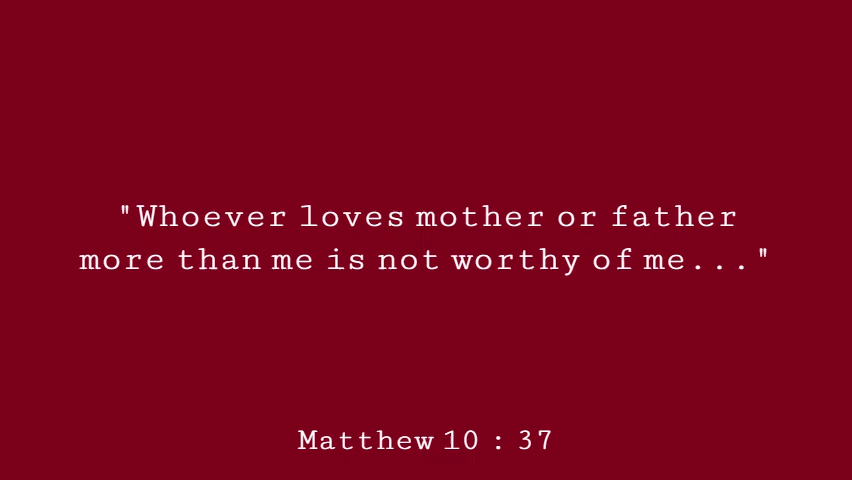 "Whoever loves mother or father
more than me is not worthy of me..."
Matthew 10 : 37